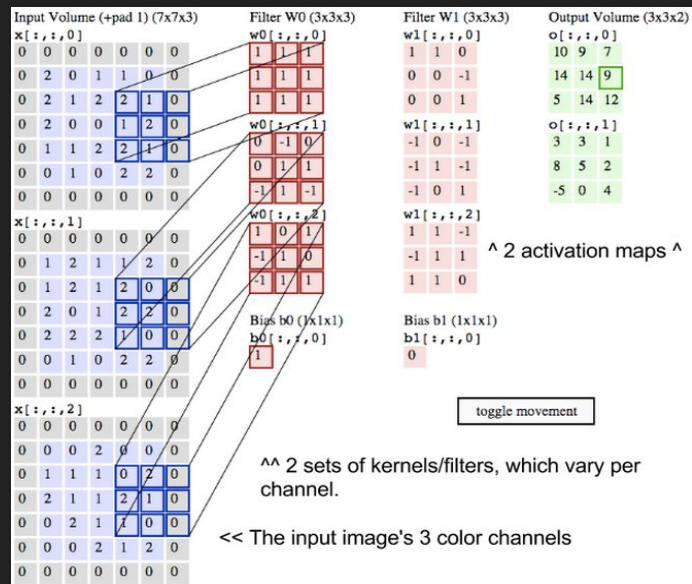 Input Volume (+pad 1) (7x7x3)
x[:,:,0]
0 0 0 0 0 0 0
0 2 0 1 1 0 0
0 2 1 2 2 1 0
0 2 0 0 1 2 0
0 1 1 2 2 1 0
0 0 1 0 2 2 0
0 0 0 0 0 0 0
x[:,:,1]
0 0 0 0 0 0 0
0 1 2 1 1 2 0
0 1 2 1 2 0 0
0 2 0 1 2 2 0
0 2 2 2 1 0 0
0 0 1 0 2 2 0
0 0 0 0 0 0 0
x[:,:,2]
0 0 0 0 0 0 0
0 0 0 2 0 0 0
0 1 1 1 0 2 0
0 2 1 1 2 1 0
0 0 2 1 1 0 0
0 0 0 2 1 2 0
0 0 0 0 0 0 0
Filter W0 (3x3x3)
w0[:,:,0]
1 1 1
1 1 1
1 1 1
w0[:,:,1]
0 -1 0
0 1 1
-1 1 -1
w0[:,:,2]
1 0 1
-1 1 0
-1 1 1
Bias b0 (1x1x1)
b0[:,:,0]
1
Filter W1 (3x3x3)
w1[:,:,0]
1 1 0
0 0 -1
0 0 1
w1[:,:,1]
-1 0 -1
-1 1 -1
-1 0 1
w1[:,:,2]
1 1 -1
-1 1 1
1 1 0
Bias b1 (1x1x1)
b1[:,:,0]
0
Output Volume (3x3x2)
o[:,:,0]
10 9 7
14 14 9
5 14 12
o[:,:,1]
3 3 1
8 5 2
-5 0 4
^ 2 activation maps ^
toggle movement
^^ 2 sets of kernels/filters, which vary per
channel.
<< The input image's 3 color channels